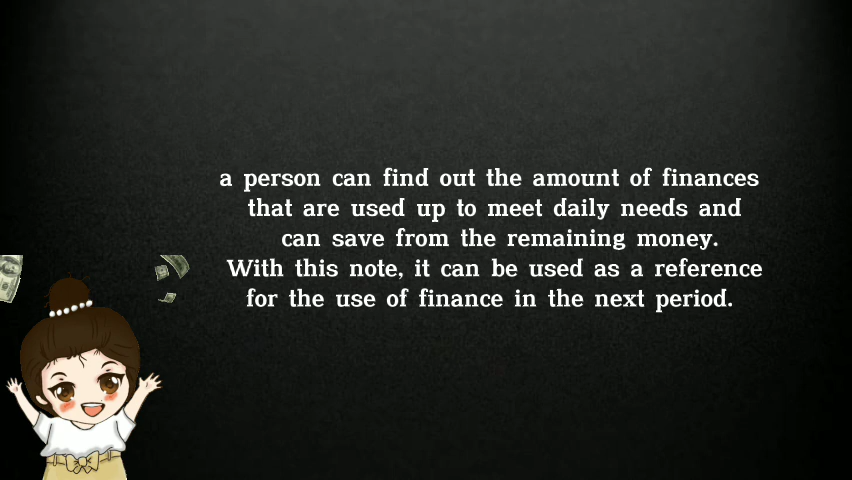 a person can find out the amount of finances
that are used up to meet daily needs and
can save from the remaining money.
With this note, it can be used as a reference
for the use of finance in the next period.